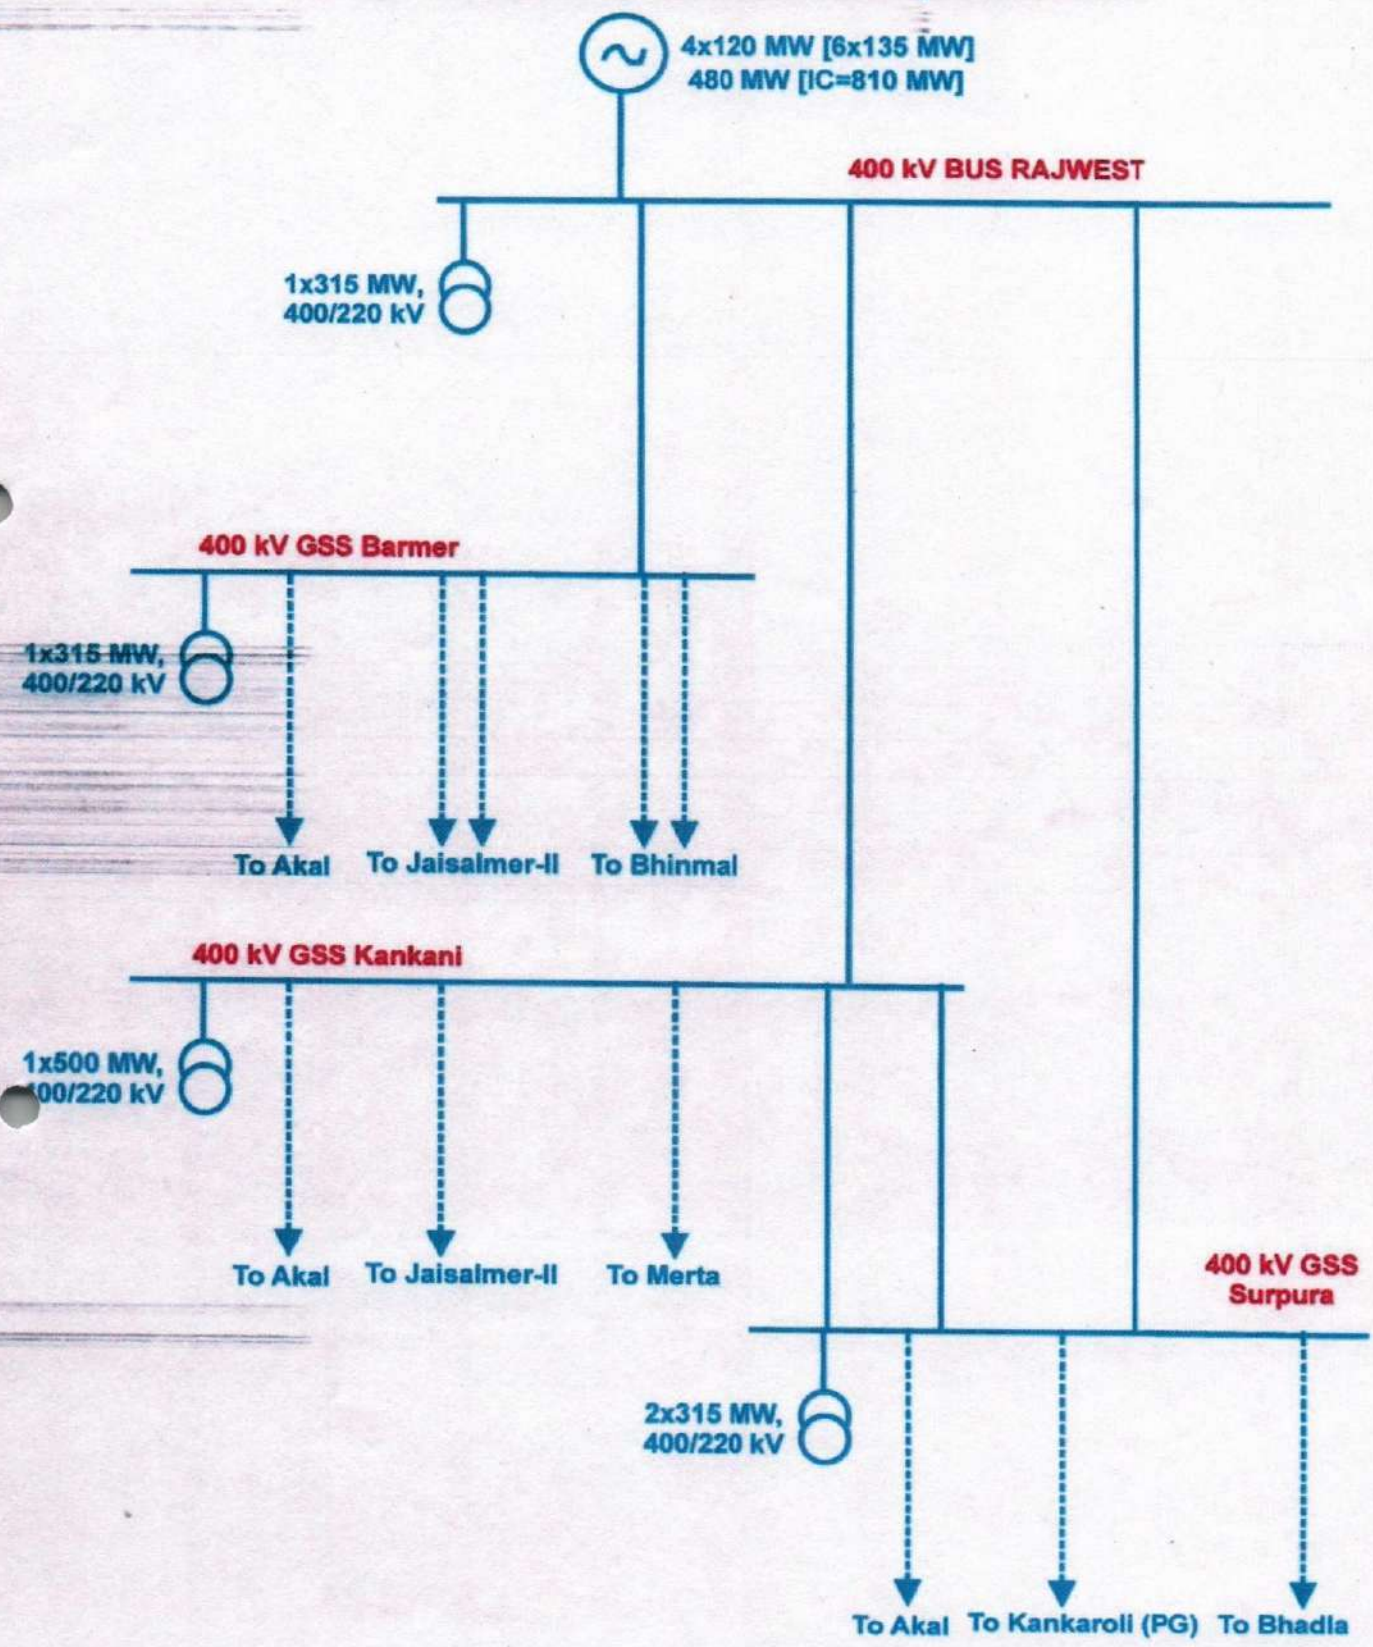 4x120 MW [6x135 MW]
480 MW [IC=810 MW]
400 kV BUS RAJWEST
1x315 MW,
400/220 kV
400 kV GSS Barmer
1x315 MW,
400/220 kV
To Akal
To Jaisalmer-II
To Bhinmal
400 kV GSS Kankani
1x500 MW,
00/220 kV
To Akal
To Jaisalmer-II
To Merta
400 kV GSS
Surpura
2x315 MW,
400/220 kV
To Akal
To Kankaroli (PG)
To Bhadla